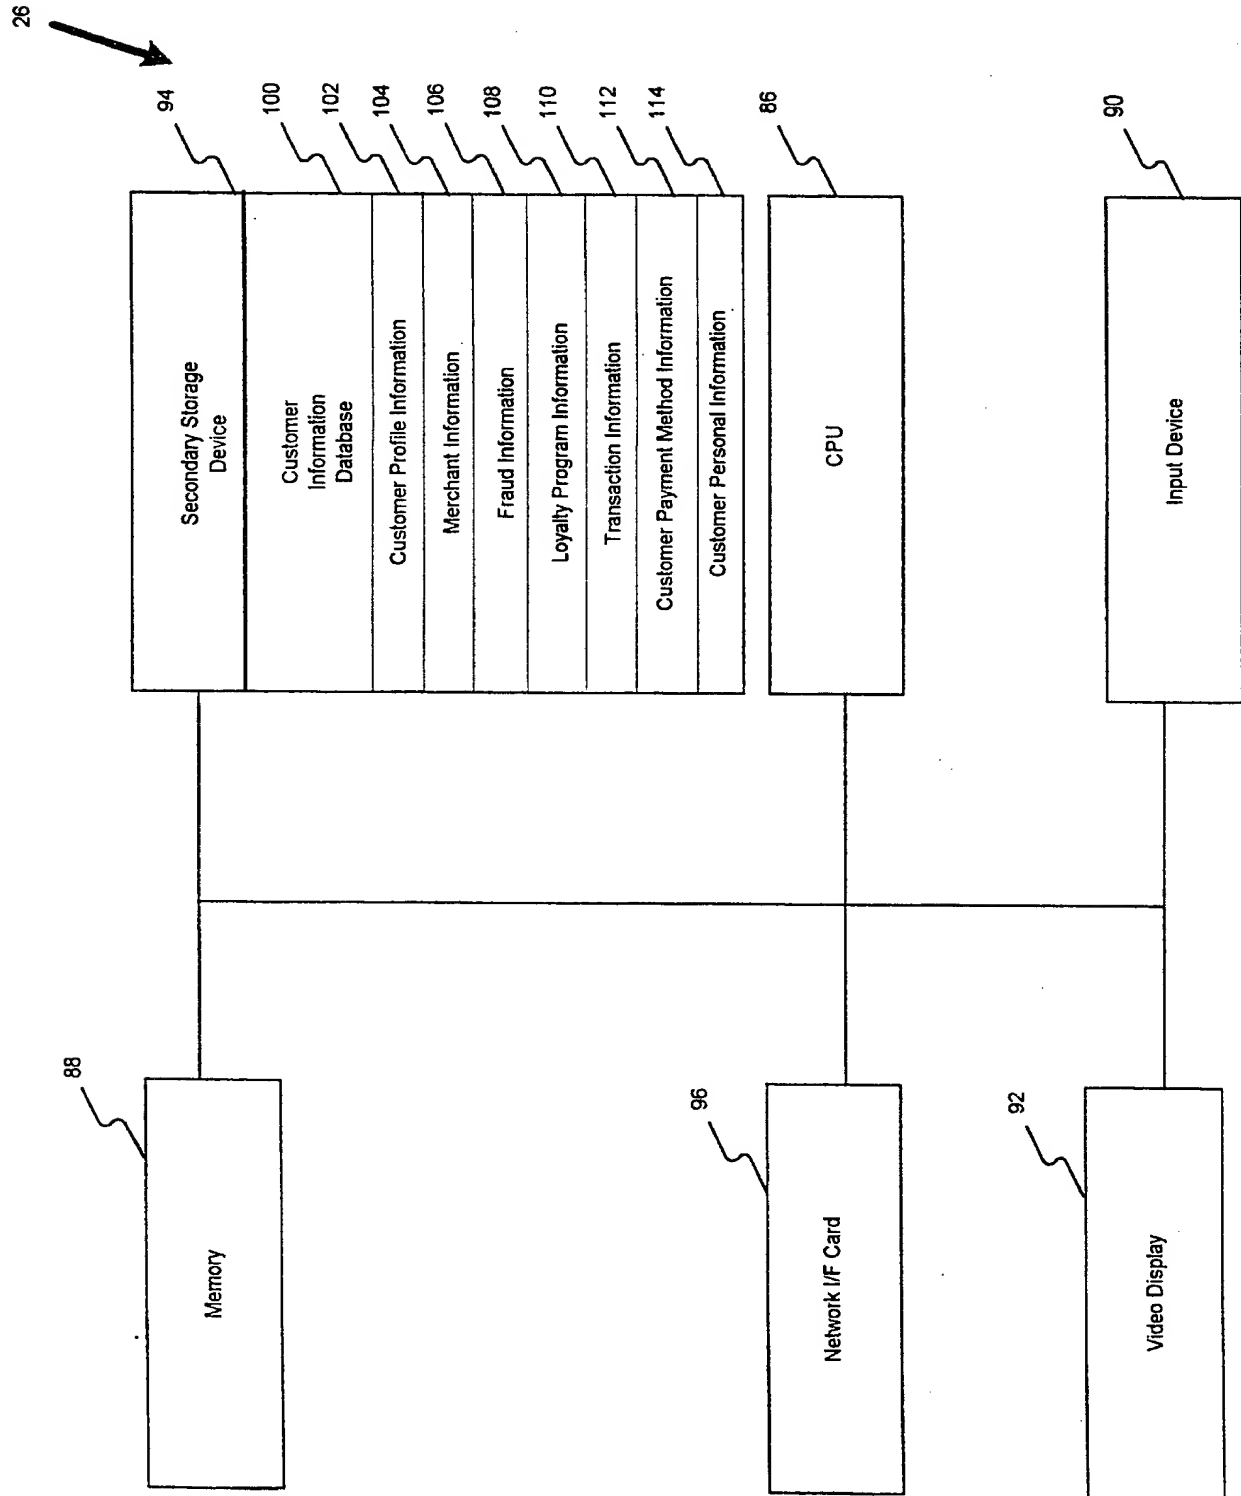 26
88
Memory
94
Secondary Storage
Device
100
Customer
Information
Database
102
Customer Profile Information
104
Merchant Information
106
Fraud Information
108
Loyalty Program Information
110
Transaction Information
112
Customer Payment Method Information
114
Customer Personal Information
96
Network I/F Card
86
CPU
92
Video Display
90
Input Device